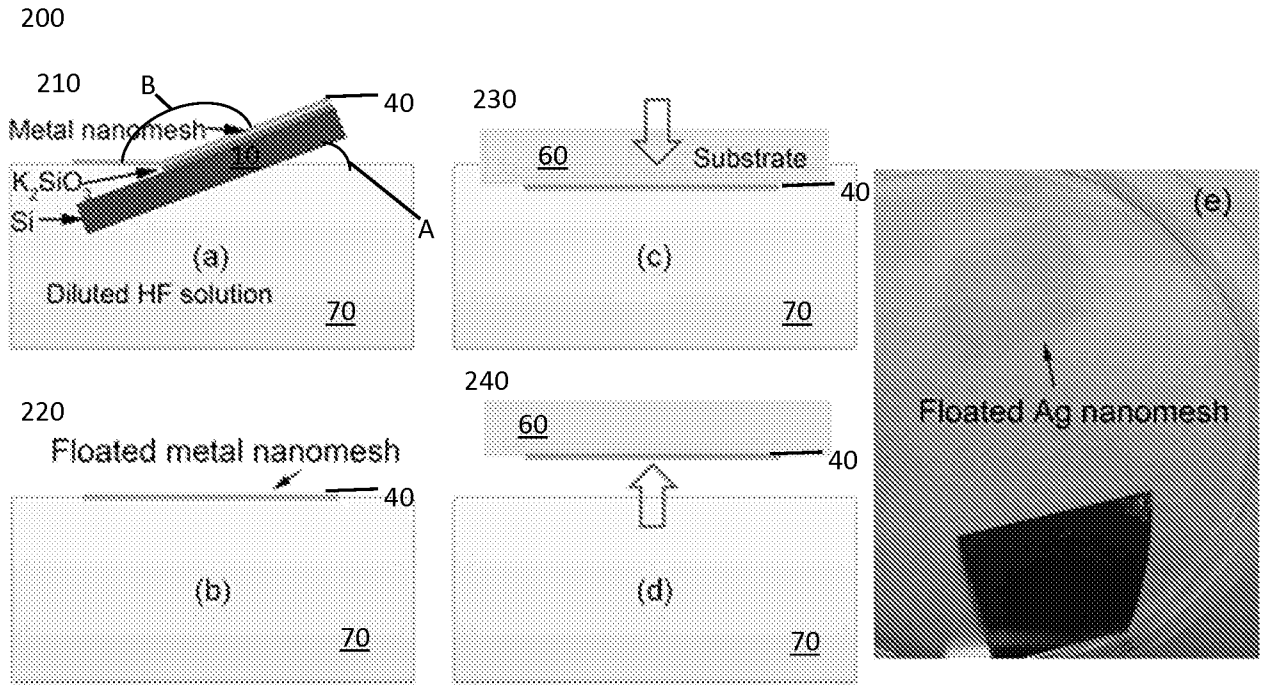 200
210
B
40
Metal nanomesh
10
K₂SiO₃
Si
A
(a)
Diluted HF solution
70
230
60
Substrate
40
(c)
70
(e)
Floated Ag nanomesh
220
Floated metal nanomesh
40
(b)
70
240
60
40
(d)
70